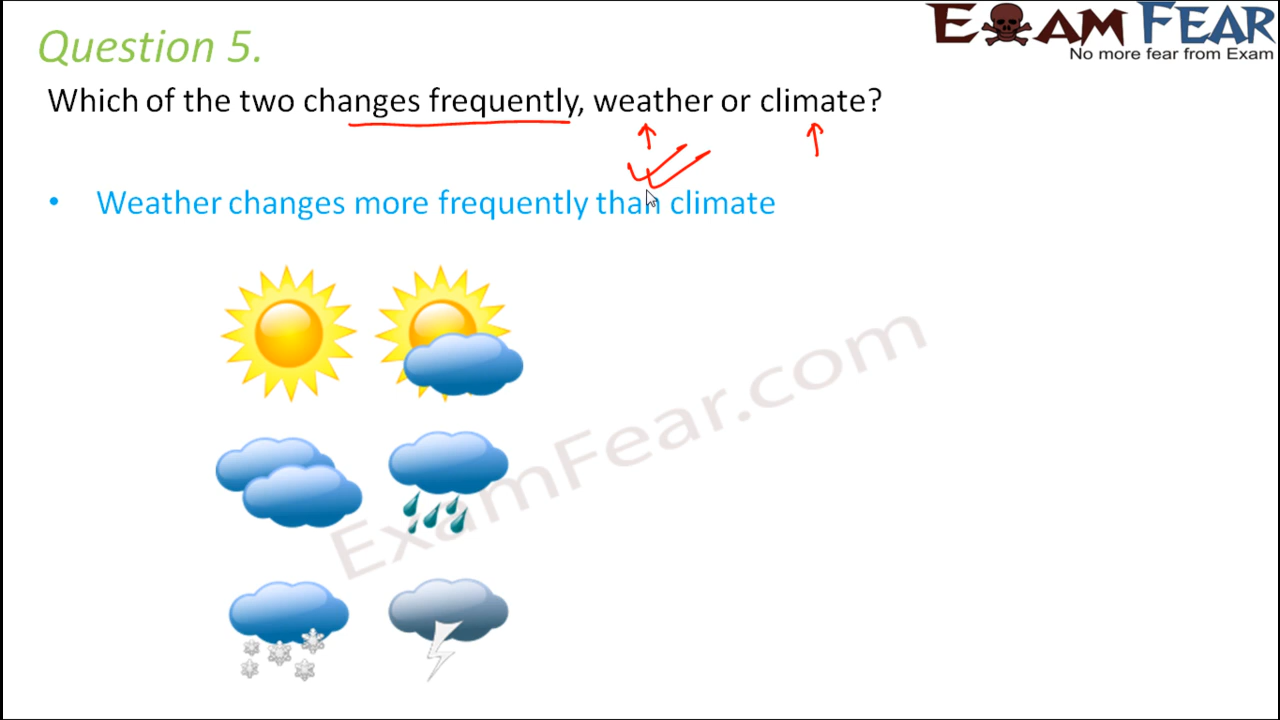 EXAM FEAR
No more fear from Exam
Question 5.
Which of the two changes frequently, weather or climate?
• Weather changes more frequently than climate
ExamFear.com